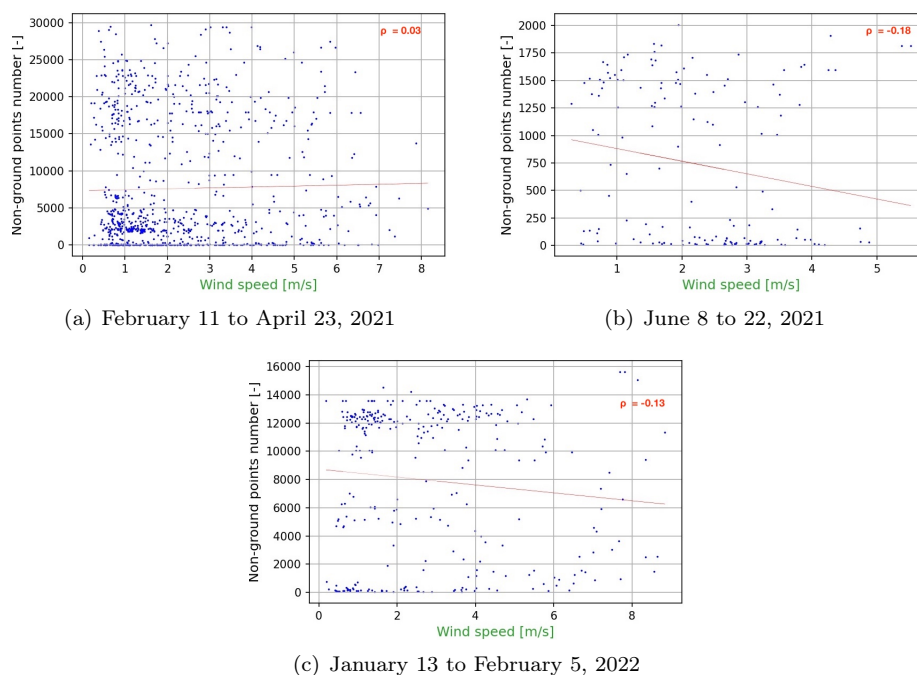 30000
25000
20000
15000
10000
5000
0
Non-ground points number [-]
ρ = 0.03
0 1 2 3 4 5 6 7 8
Wind speed [m/s]
(a) February 11 to April 23, 2021
2000
1750
1500
1250
1000
750
500
250
0
Non-ground points number [-]
ρ = -0.18
1 2 3 4 5
Wind speed [m/s]
(b) June 8 to 22, 2021
16000
14000
12000
10000
8000
6000
4000
2000
0
Non-ground points number [-]
ρ = -0.13
0 2 4 6 8
Wind speed [m/s]
(c) January 13 to February 5, 2022